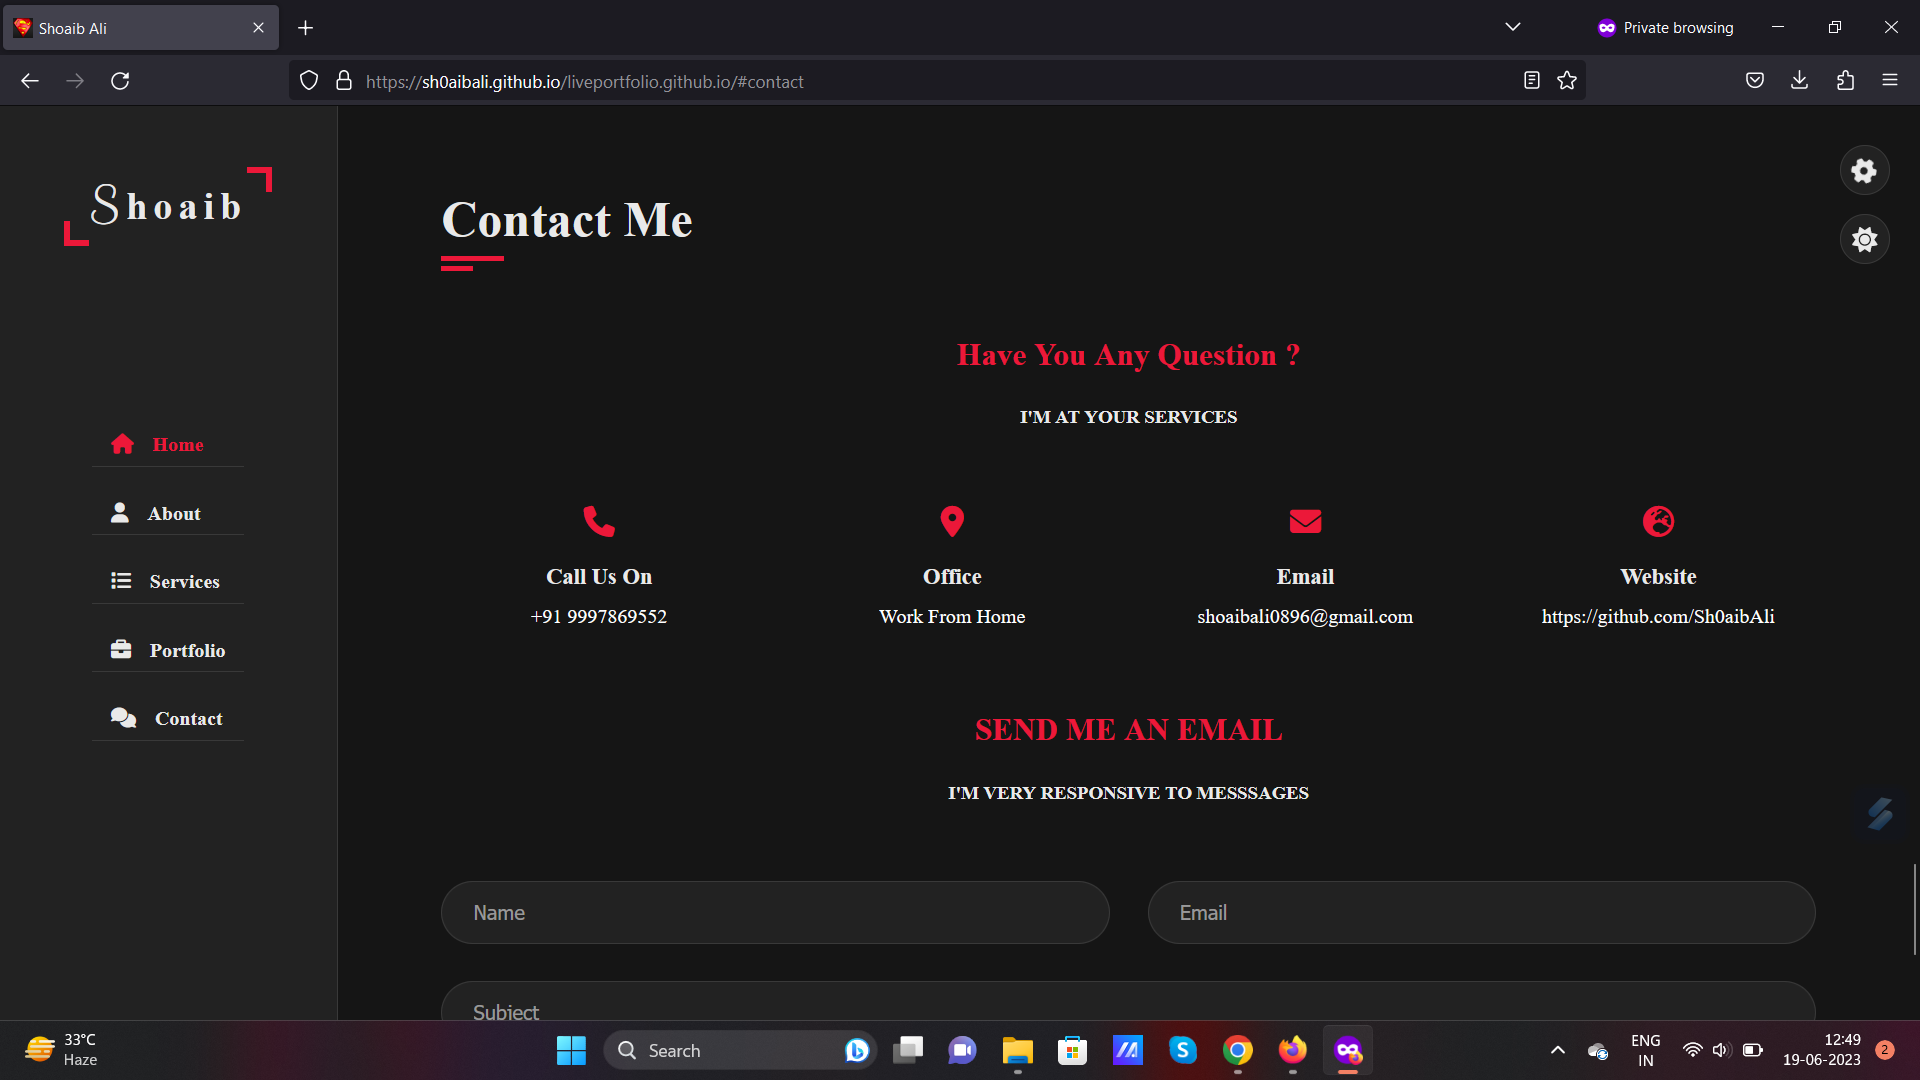 Shoaib Ali
Private browsing
https://sh0aibali.github.io/liveportfolio.github.io/#contact
Shoaib
Home
About
Services
Portfolio
Contact
Contact Me
Have You Any Question ?
I'M AT YOUR SERVICES
Call Us On
+91 9997869552
Office
Work From Home
Email
shoaibali0896@gmail.com
Website
https://github.com/Sh0aibAli
SEND ME AN EMAIL
I'M VERY RESPONSIVE TO MESSSAGES
Name
Email
Subject
33°C
Haze
Search
ENG
IN
12:49
19-06-2023
2